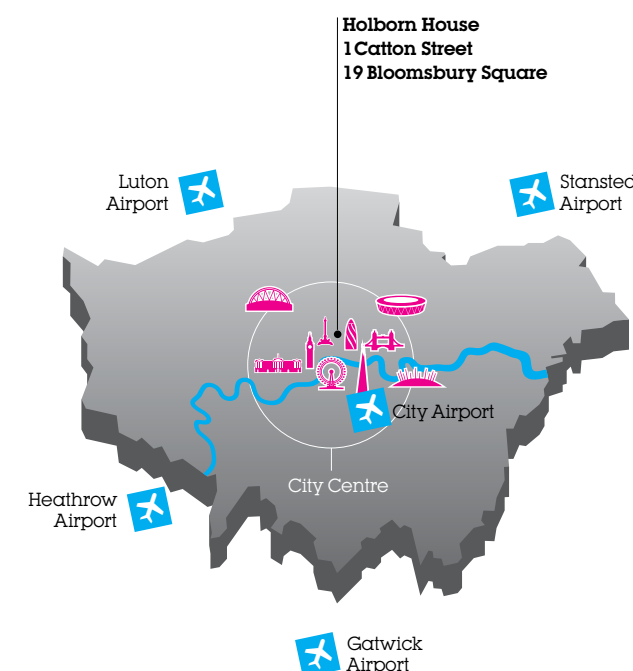 Holborn House
1 Catton Street
19 Bloomsbury Square
Luton
Airport
Stansted
Airport
City Airport
City Centre
Heathrow
Airport
Gatwick
Airport